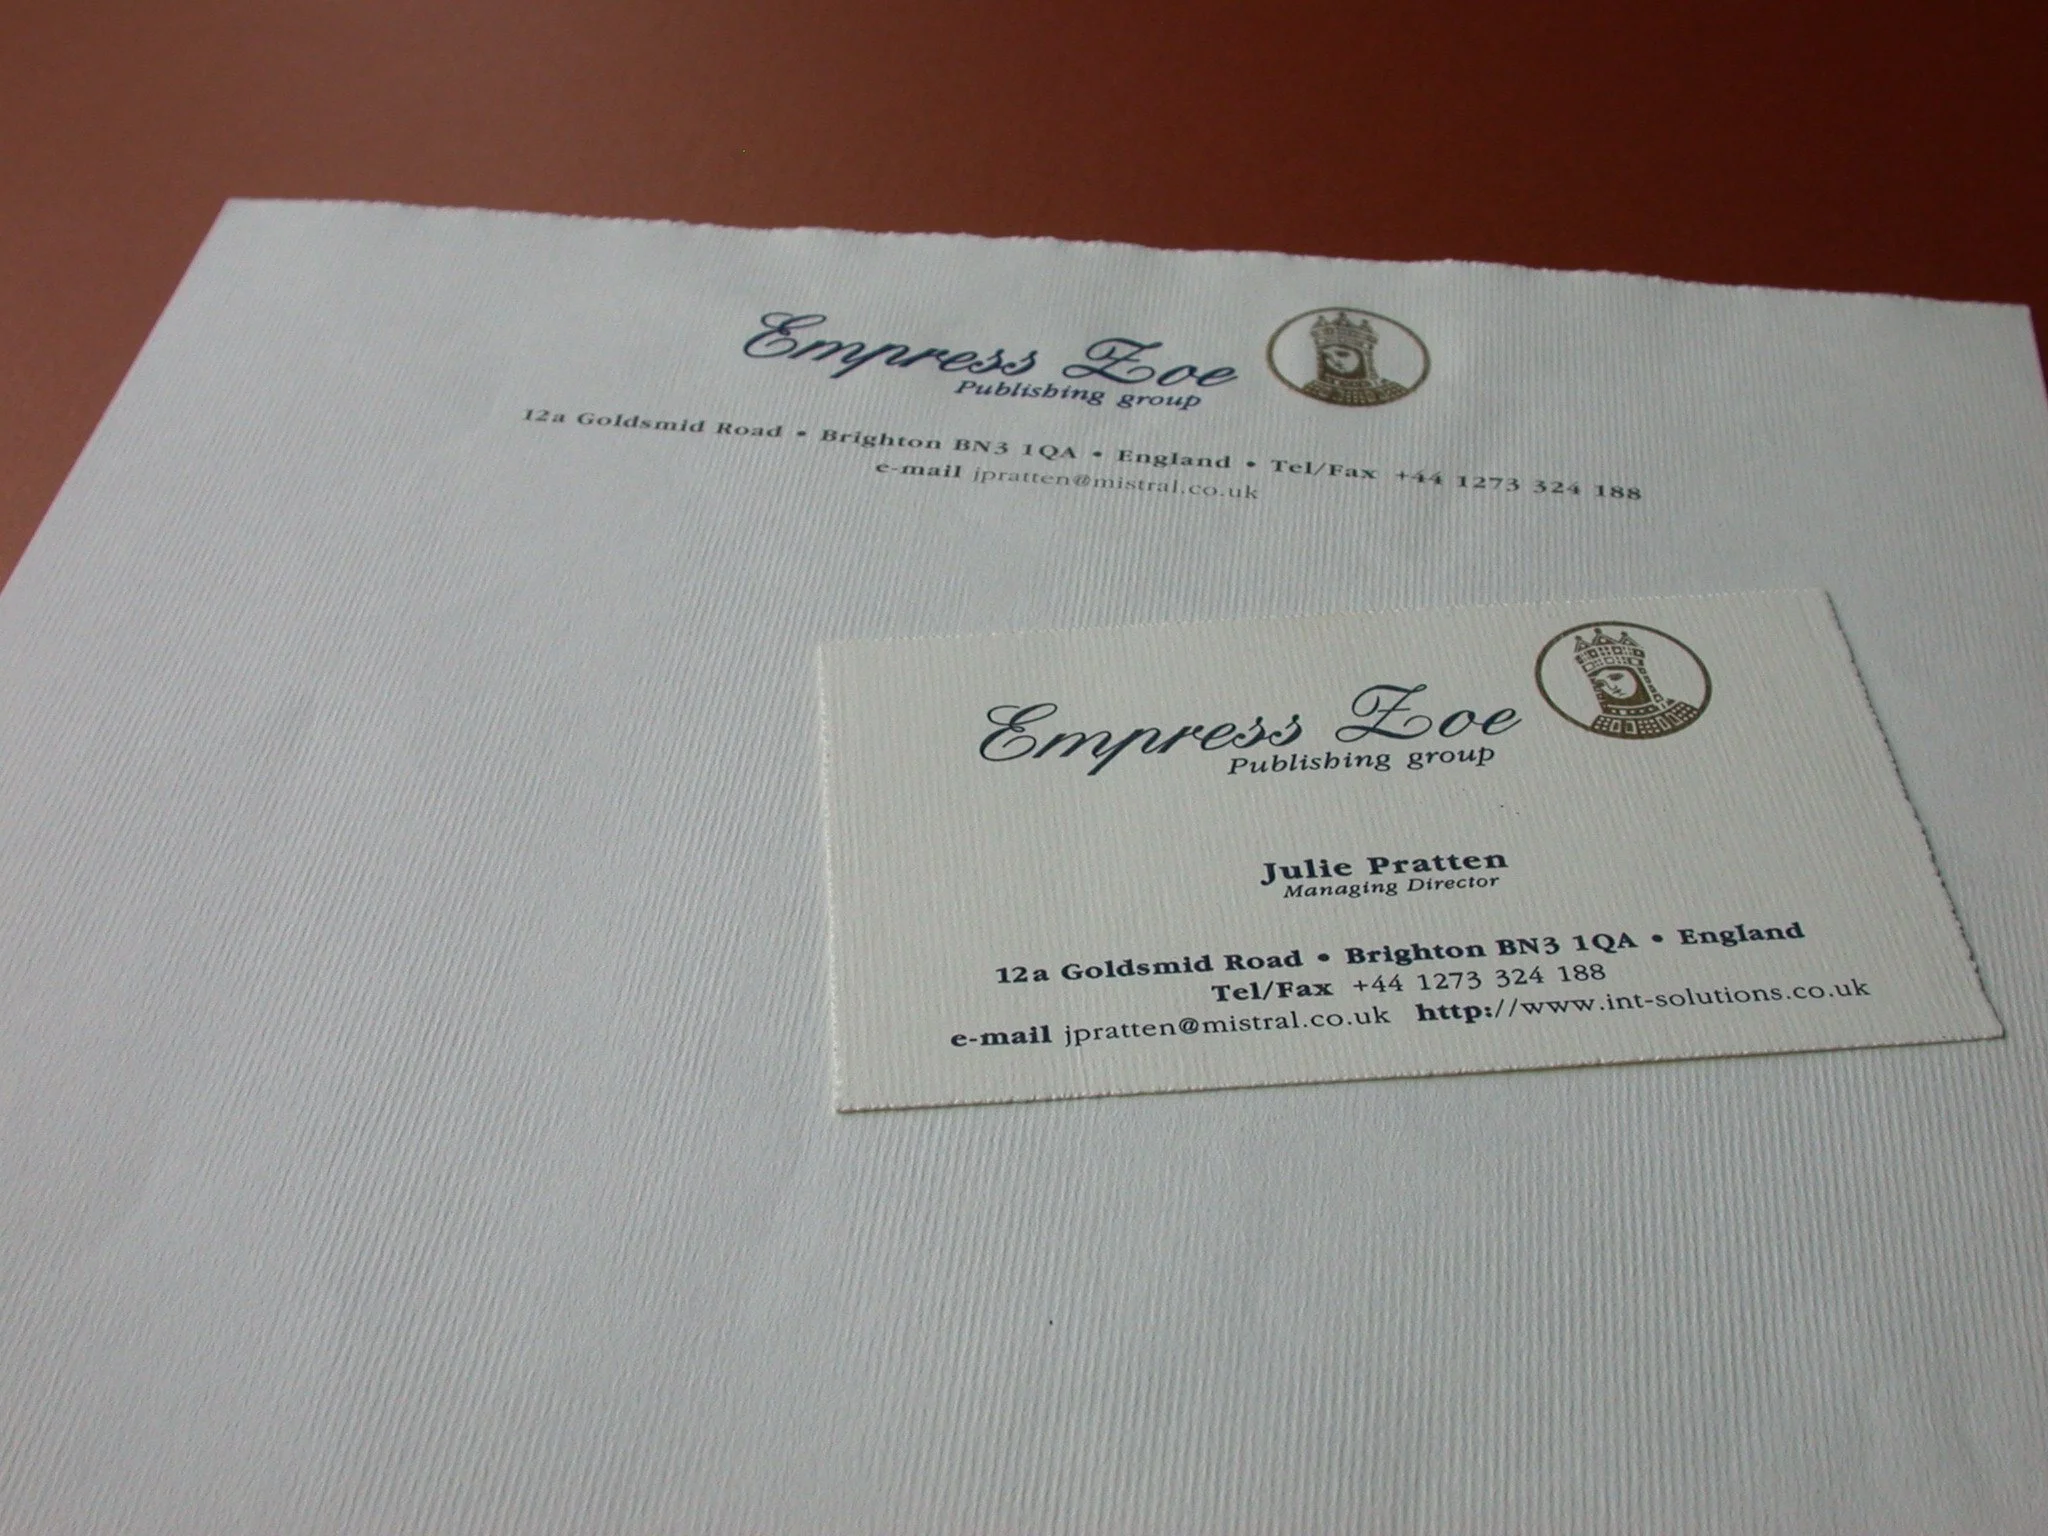 Empress Zoe
Publishing group
12a Goldsmid Road • Brighton BN3 1QA • England • Tel/Fax +44 1273 324 188
e-mail jpratten@mistral.co.uk
Empress Zoe
Publishing group
Julie Pratten
Managing Director
12a Goldsmid Road • Brighton BN3 1QA • England
Tel/Fax +44 1273 324 188
e-mail jpratten@mistral.co.uk http://www.int-solutions.co.uk